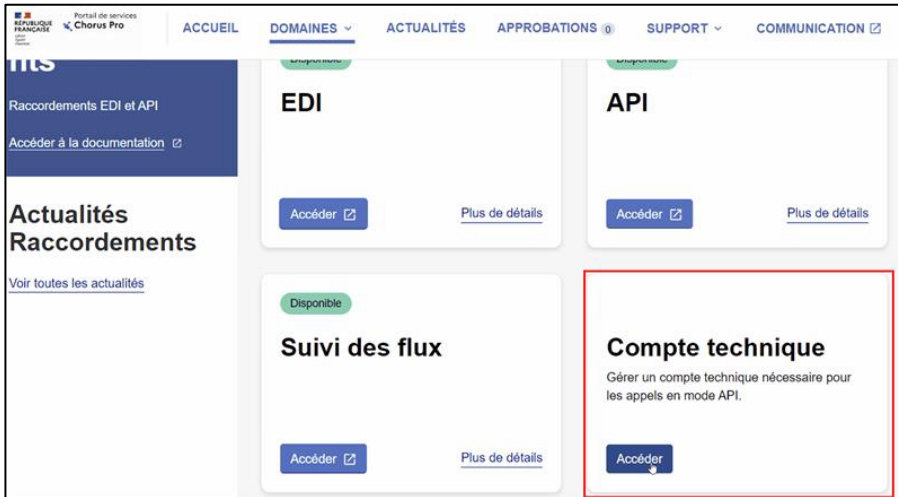 RÉPUBLIQUE
FRANÇAISE
Portail de services
Chorus Pro
ACCUEIL
DOMAINES
ACTUALITÉS
APPROBATIONS 0
SUPPORT
COMMUNICATION
nts
Raccordements EDI et API
Accéder à la documentation
Actualités
Raccordements
Voir toutes les actualités
Disponible
EDI
Accéder
Plus de détails
Disponible
API
Accéder
Plus de détails
Disponible
Suivi des flux
Accéder
Plus de détails
Compte technique
Gérer un compte technique nécessaire pour
les appels en mode API.
Accéder